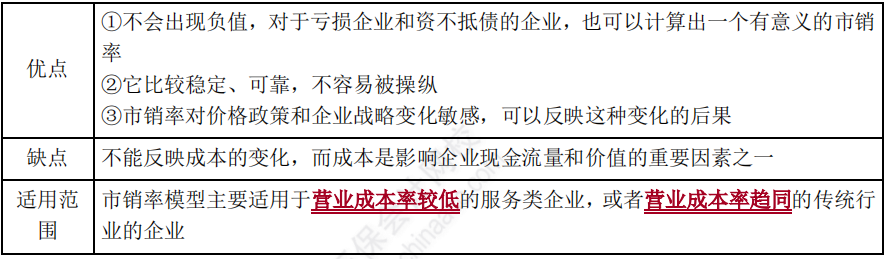 ①不会出现负值，对于亏损企业和资不抵债的企业，也可以计算出一个有意义的市销
率
优点
②它比较稳定、可靠，不容易被操纵
③市销率对价格政策和企业战略变化敏感，可以反映这种变化的后果
缺点
不能反映成本的变化，而成本是影响企业现金流量和价值的重要因素之一
适用范
围
市销率模型主要适用于营业成本率较低的服务类企业，或者营业成本率趋同的传统行
业的企业